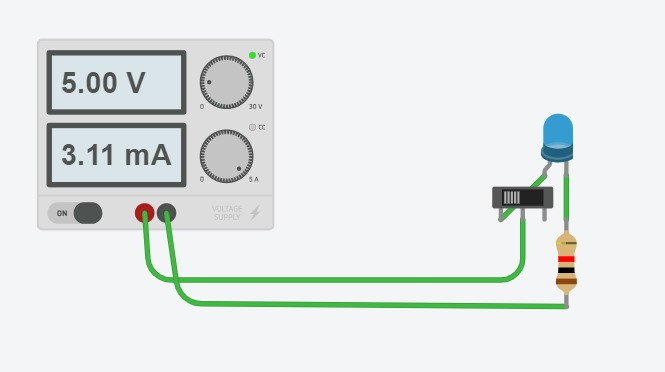 5.00 V
VC
0
30 V
3.11 mA
CC
0
5 A
ON
VOLTAGE
SUPPLY